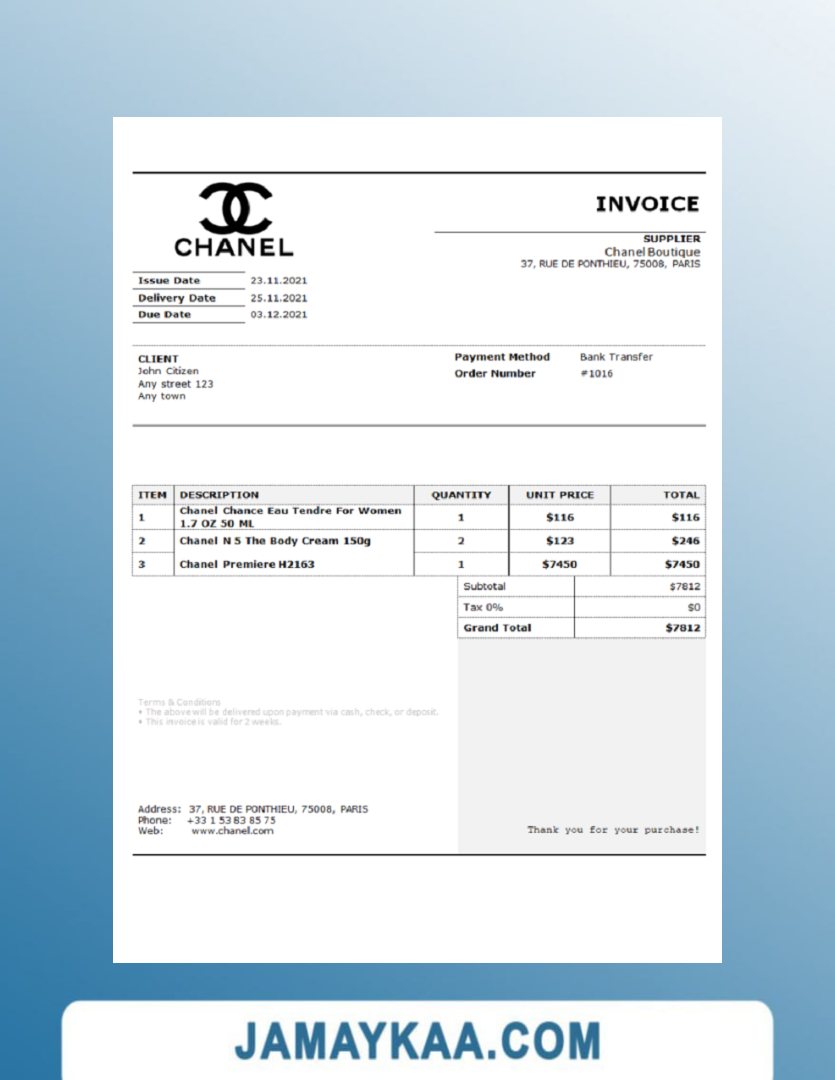 CHANEL
INVOICE
SUPPLIER
Chanel Boutique
37, RUE DE PONTHIEU, 75008, PARIS
Issue Date 23.11.2021
Delivery Date 25.11.2021
Due Date 03.12.2021
CLIENT
John Citizen
Any street 123
Any town
Payment Method Bank Transfer
Order Number #1016
ITEM DESCRIPTION QUANTITY UNIT PRICE TOTAL
1 Chanel Chance Eau Tendre For Women 1 $116 $116
1.7 OZ 50 ML
2 Chanel N 5 The Body Cream 150g 2 $123 $246
3 Chanel Premiere H2163 1 $7450 $7450
Subtotal $7812
Tax 0% $0
Grand Total $7812
Terms & Conditions
• The above will be delivered upon payment via cash, check, or deposit.
• This invoice is valid for 2 weeks.
Address: 37, RUE DE PONTHIEU, 75008, PARIS
Phone: +33 1 53 83 85 75
Web: www.chanel.com
Thank you for your purchase!
JAMAYKAA.COM